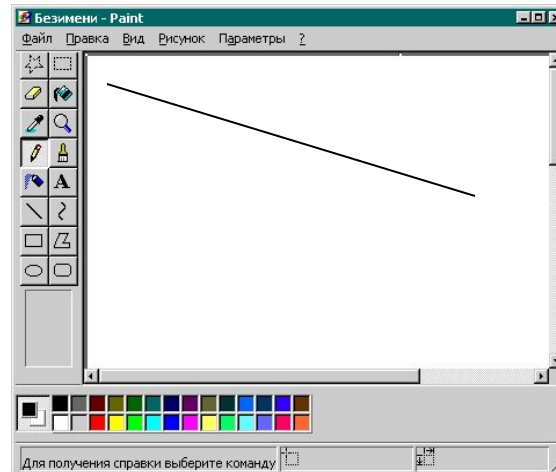 Безимени - Paint
Файл Правка Вид Рисунок Параметры ?
A
Для получения справки выберите команду